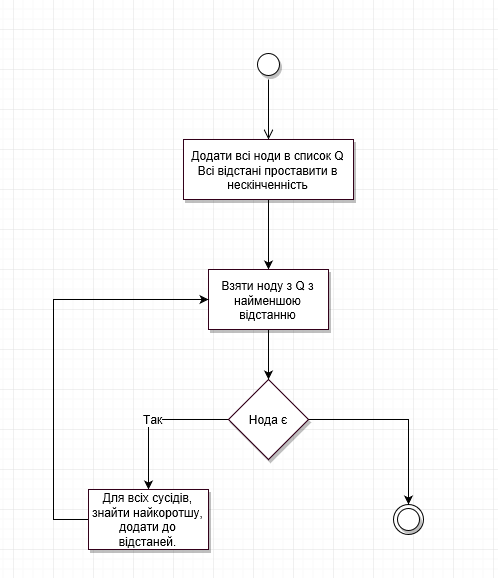 Додати всі ноди в список Q
Всі відстані проставити в
нескінченність
Взяти ноду з Q з
найменшою
відстанню
Нода є
Так
Для всіх сусідів,
знайти найкоротшу,
додати до
відстаней.